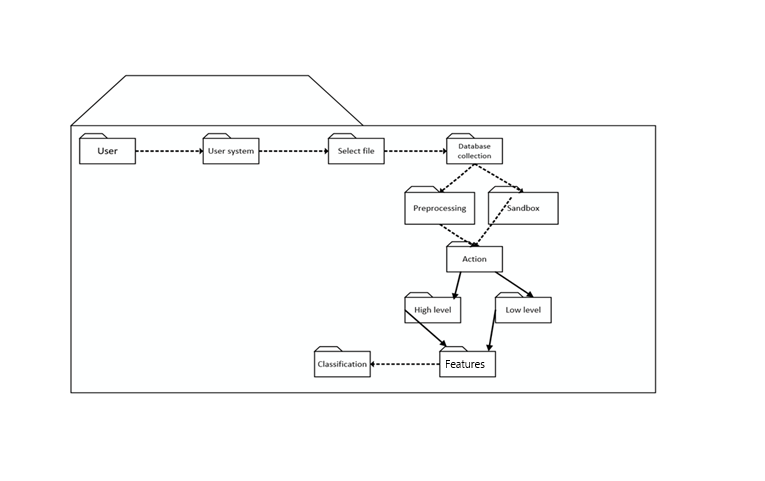 User
User system
Select file
Database
collection
Preprocessing
Sandbox
Action
High level
Low level
Classification
Features